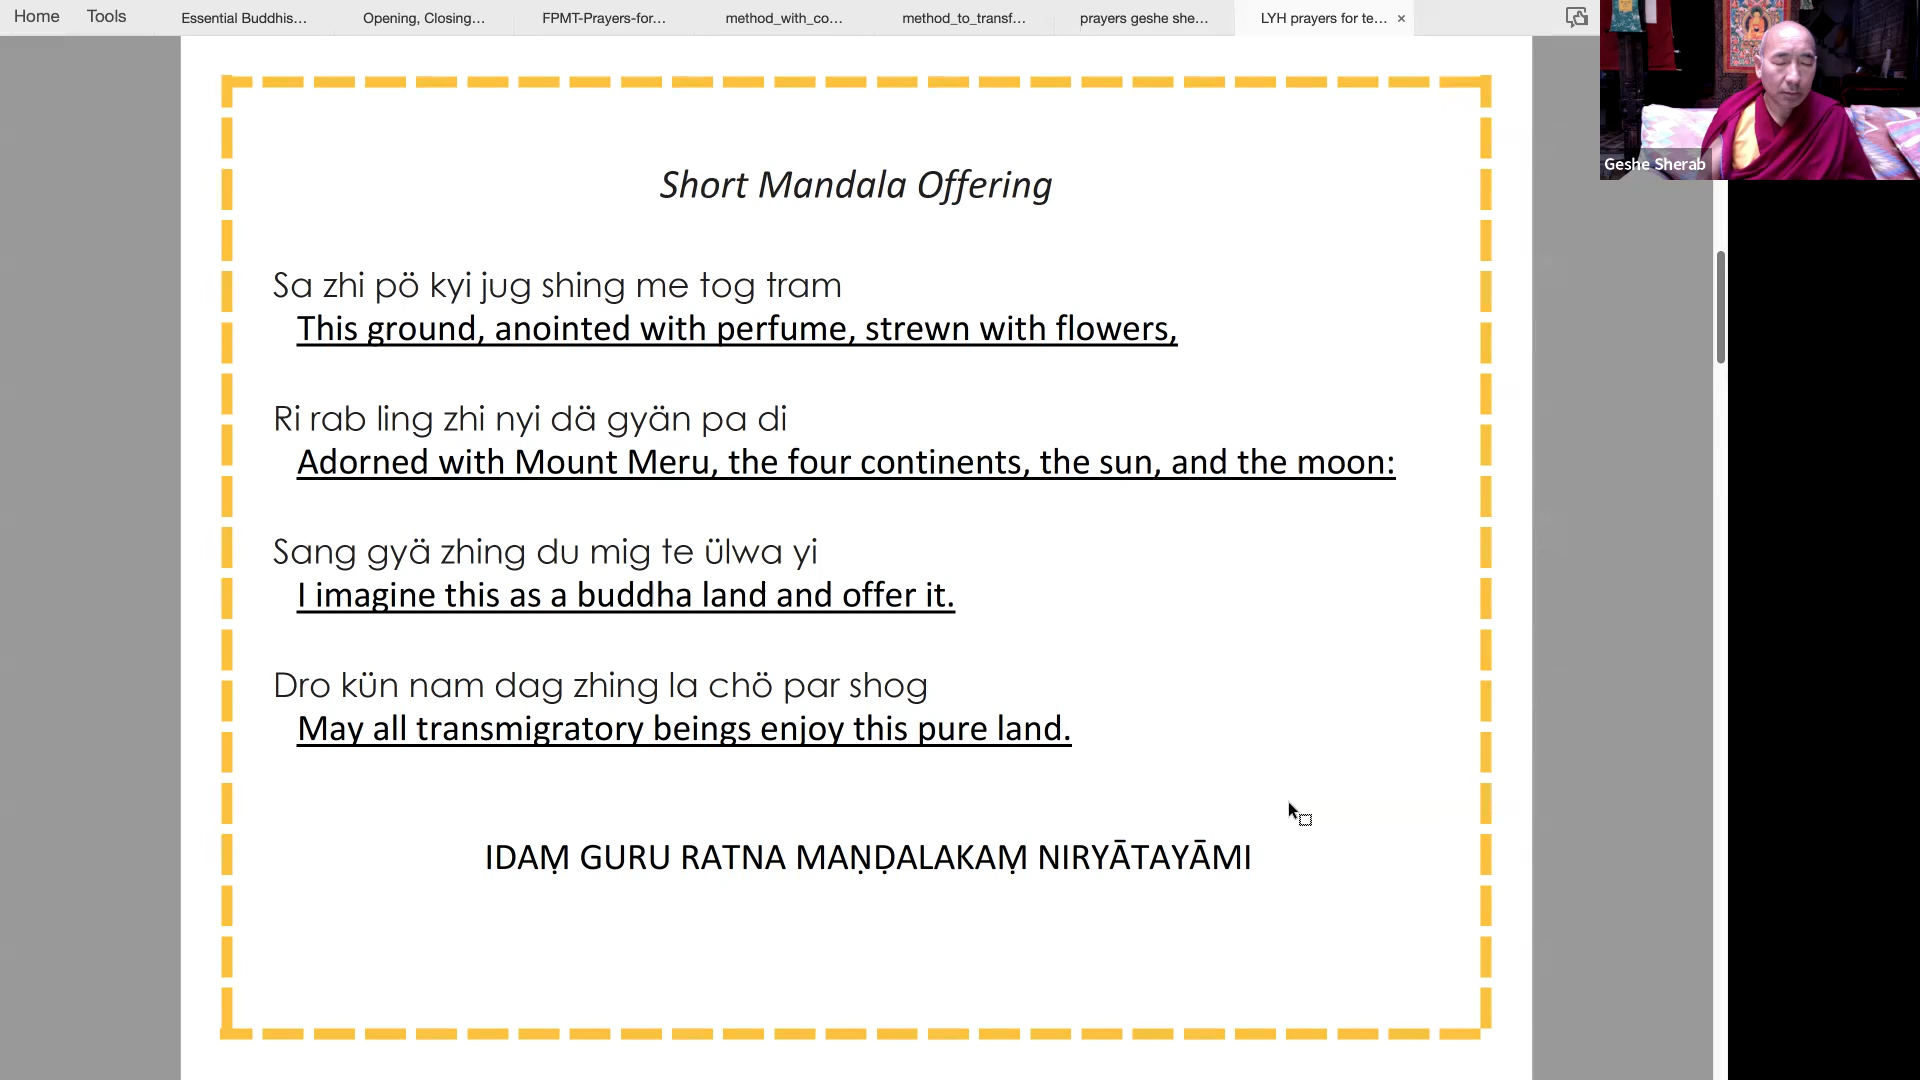 Home Tools Essential Buddhis... Opening, Closing... FPMT-Prayers-for... method_with_co... method_to_transf... prayers geshe she... LYH prayers for te... ×
Geshe Sherab
Short Mandala Offering
Sa zhi pö kyi jug shing me tog tram
This ground, anointed with perfume, strewn with flowers,
Ri rab ling zhi nyi dä gyän pa di
Adorned with Mount Meru, the four continents, the sun, and the moon:
Sang gyä zhing du mig te ülwa yi
I imagine this as a buddha land and offer it.
Dro kün nam dag zhing la chö par shog
May all transmigratory beings enjoy this pure land.
IDAṂ GURU RATNA MAṆḌALAKAṂ NIRYĀTAYĀMI